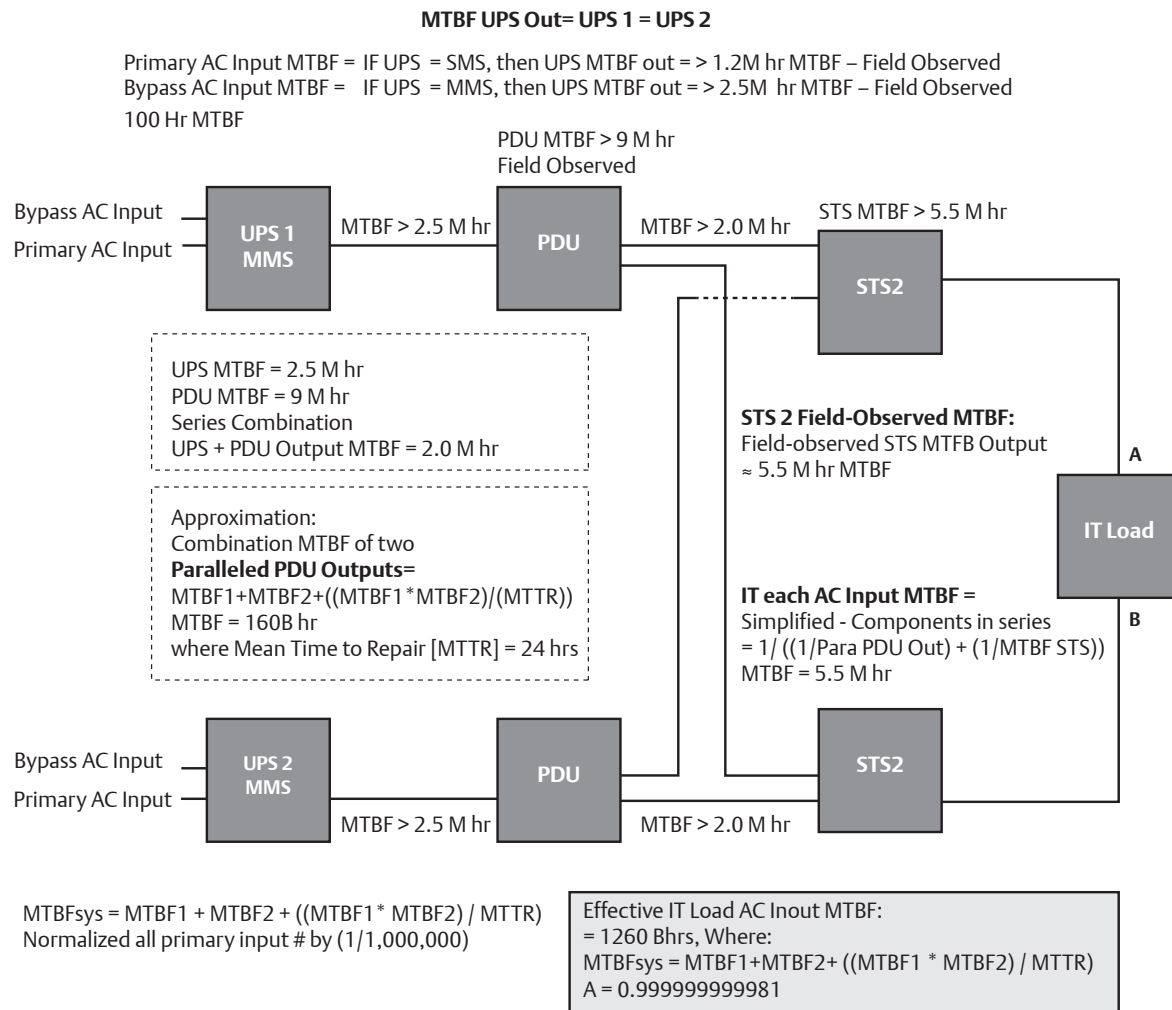 MTBF UPS Out= UPS 1 = UPS 2
Primary AC Input MTBF = IF UPS = SMS, then UPS MTBF out = > 1.2M hr MTBF – Field Observed
Bypass AC Input MTBF = IF UPS = MMS, then UPS MTBF out = > 2.5M hr MTBF – Field Observed
100 Hr MTBF
PDU MTBF > 9 M hr
Field Observed
Bypass AC Input
Primary AC Input
UPS 1
MMS
MTBF > 2.5 M hr
PDU
MTBF > 2.0 M hr
STS MTBF > 5.5 M hr
STS2
UPS MTBF = 2.5 M hr
PDU MTBF = 9 M hr
Series Combination
UPS + PDU Output MTBF = 2.0 M hr
STS 2 Field-Observed MTBF:
Field-observed STS MTFB Output
≈ 5.5 M hr MTBF
A
IT Load
B
Approximation:
Combination MTBF of two
Paralleled PDU Outputs=
MTBF1+MTBF2+((MTBF1*MTBF2)/(MTTR))
MTBF = 160B hr
where Mean Time to Repair [MTTR] = 24 hrs
IT each AC Input MTBF =
Simplified - Components in series
= 1/ ((1/Para PDU Out) + (1/MTBF STS))
MTBF = 5.5 M hr
Bypass AC Input
Primary AC Input
UPS 2
MMS
MTBF > 2.5 M hr
PDU
MTBF > 2.0 M hr
STS2
MTBFsys = MTBF1 + MTBF2 + ((MTBF1* MTBF2) / MTTR)
Normalized all primary input # by (1/1,000,000)
Effective IT Load AC Inout MTBF:
= 1260 Bhrs, Where:
MTBFsys = MTBF1+MTBF2+ ((MTBF1 * MTBF2) / MTTR)
A = 0.999999999981